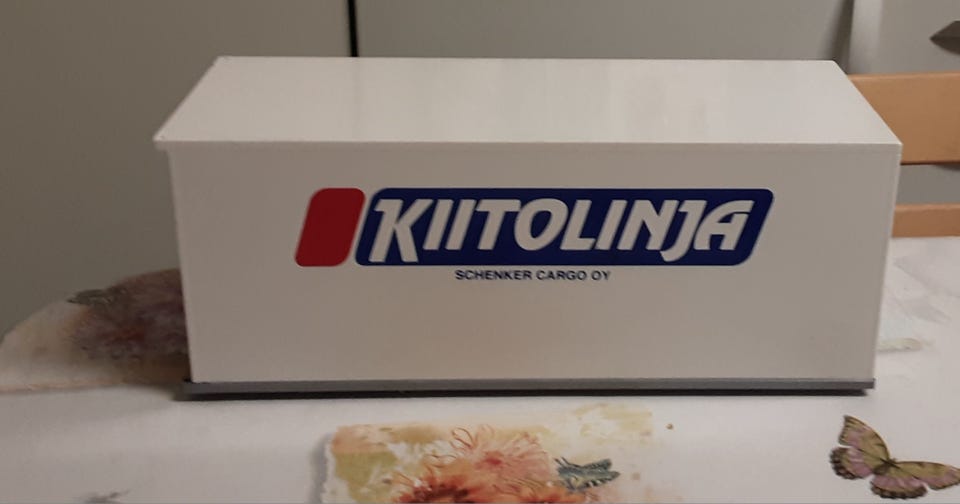 KIITOLINJA
SCHENKER CARGO OY